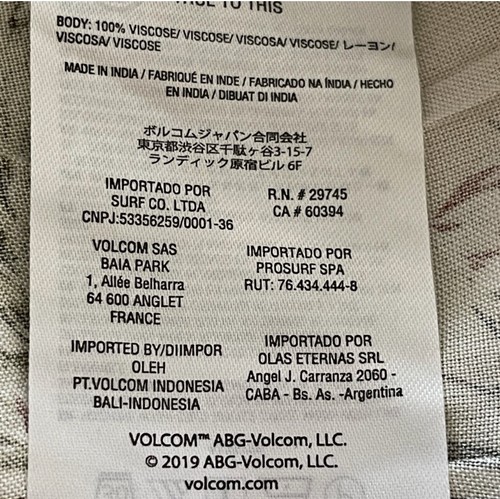 TO THIS
BODY: 100% VISCOSE/ VISCOSE/ VISCOSA/ VISCOSE/ レーヨン/
VISCOSA/ VISCOSE
MADE IN INDIA / FABRIQUÉ EN INDE / FABRICADO NA ÍNDIA / HECHO
EN INDIA / DIBUAT DI INDIA
ボルコムジャパン合同会社
東京都渋谷区千駄ヶ谷3-15-7
ランディック原宿ビル 6F
IMPORTADO POR
SURF CO. LTDA
CNPJ:53356259/0001-36
R.N. # 29745
CA # 60394
VOLCOM SAS
BAIA PARK
1, Allée Belharra
64 600 ANGLET
FRANCE
IMPORTADO POR
PROSURF SPA
RUT: 76.434.444-8
IMPORTED BY/DIIMPOR
OLEH
PT.VOLCOM INDONESIA
BALI-INDONESIA
IMPORTADO POR
OLAS ETERNAS SRL
Angel J. Carranza 2060 -
CABA - Bs. As. -Argentina
VOLCOM™ ABG-Volcom, LLC.
© 2019 ABG-Volcom, LLC.
volcom.com